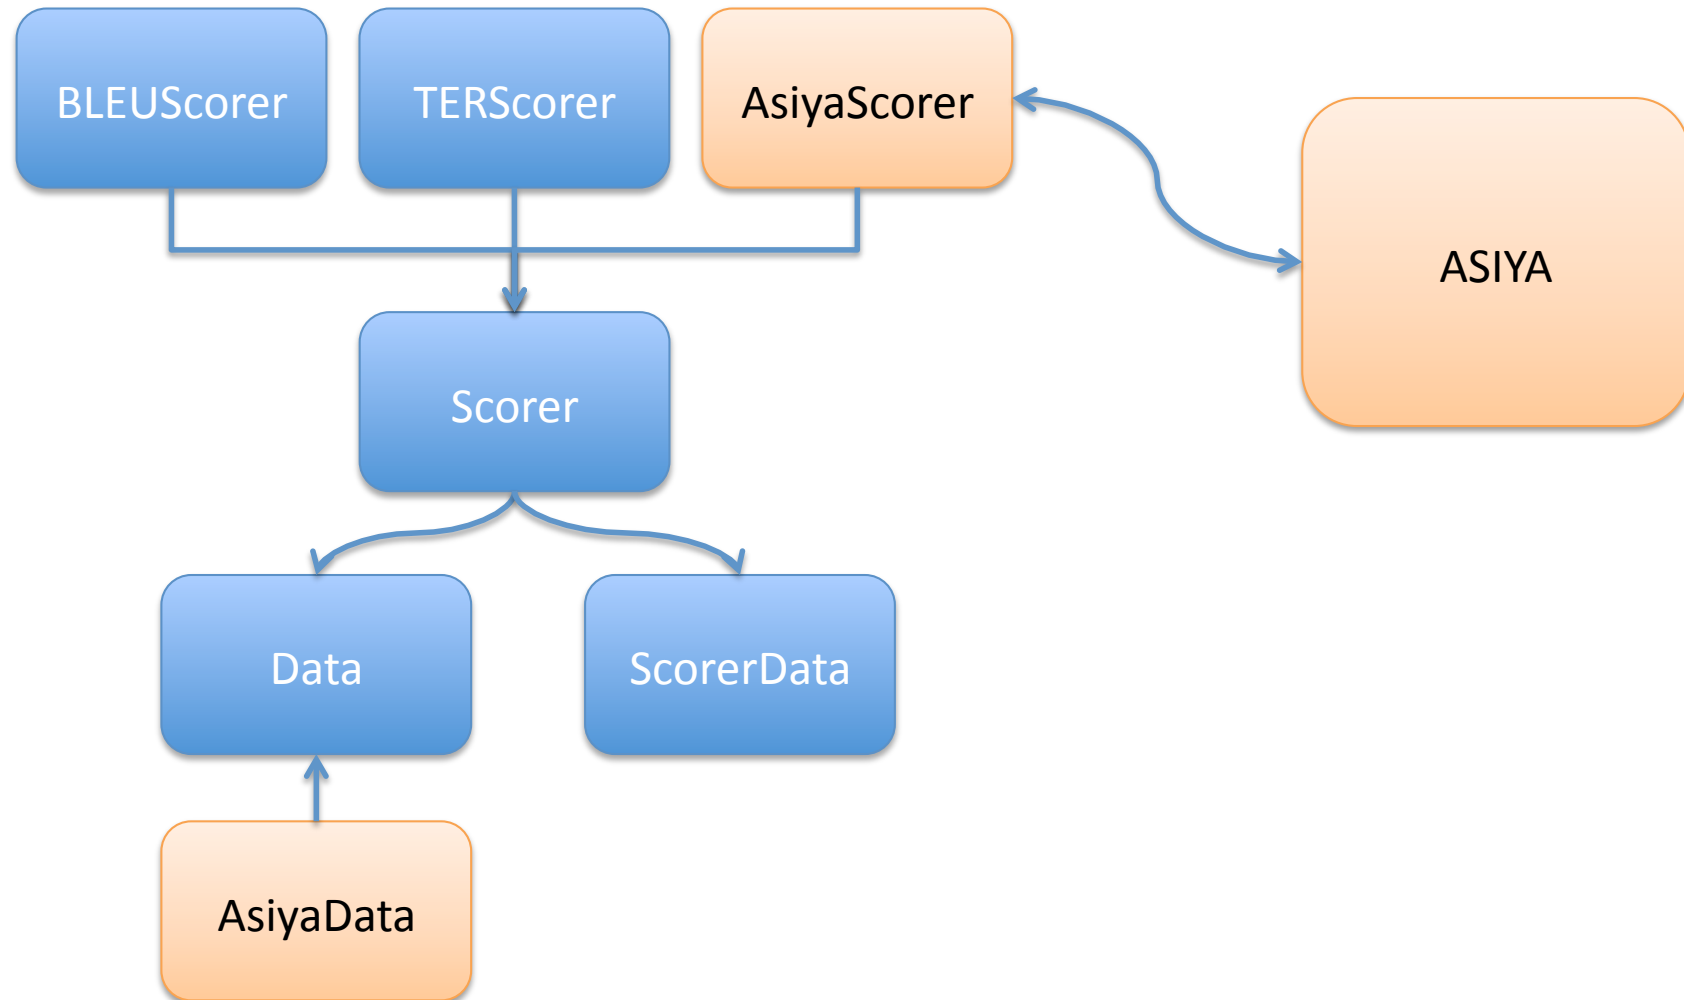 BLEUScorer
TERScorer
AsiyaScorer
ASIYA
Scorer
Data
ScorerData
AsiyaData